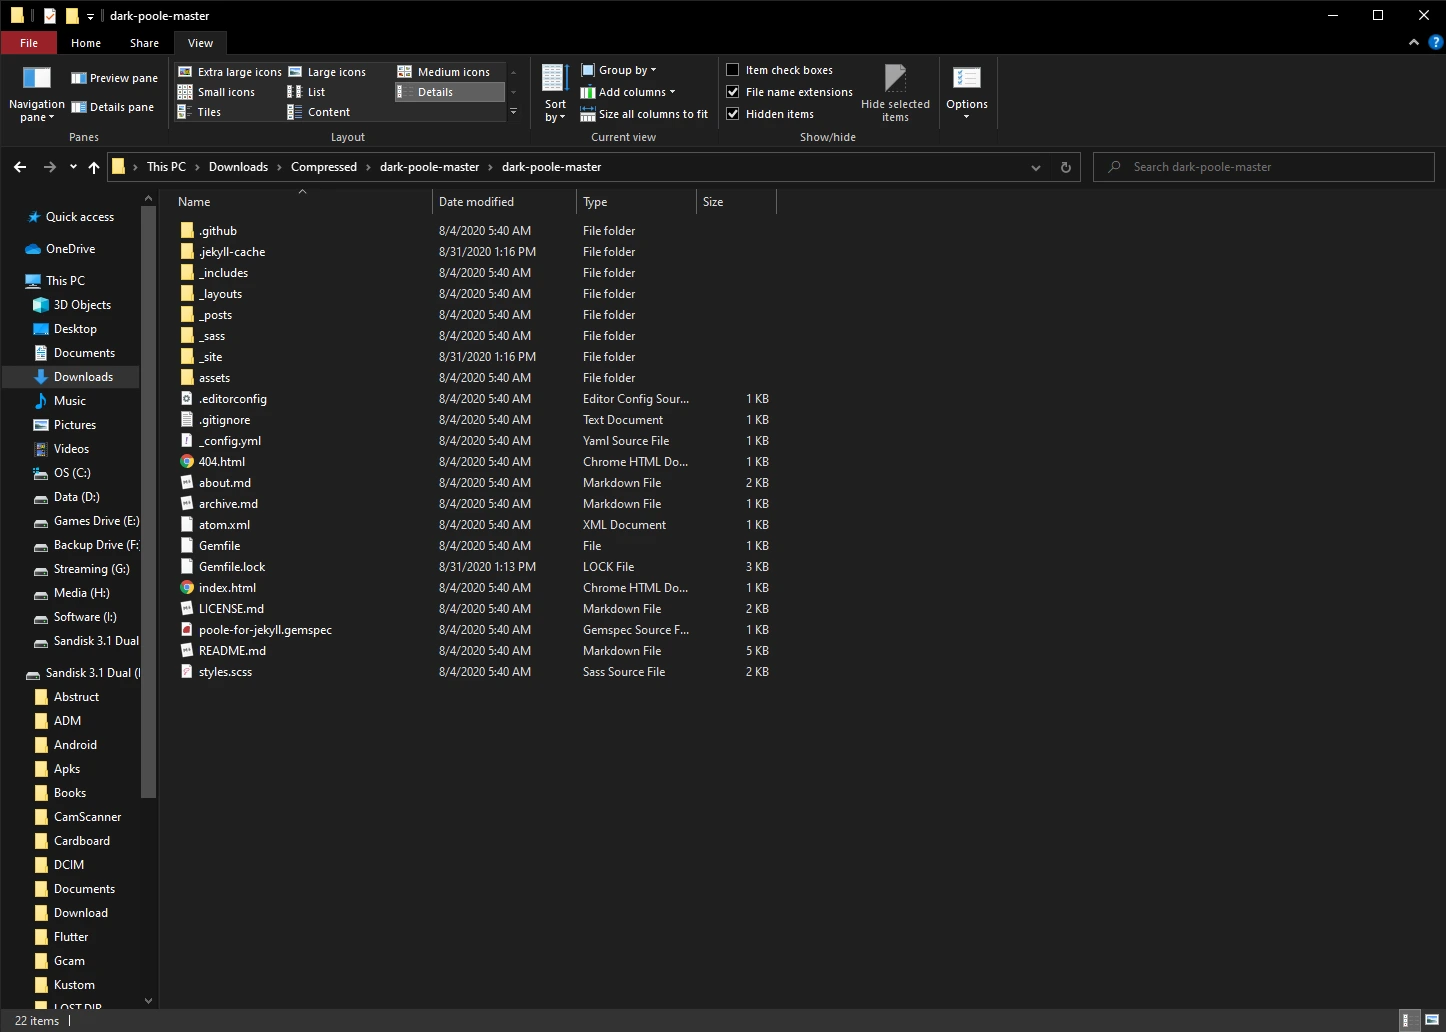 dark-poole-master
File Home Share View
Navigation pane
Preview pane
Details pane
Panes
Extra large icons Large icons Medium icons
Small icons List Details
Tiles Content
Layout
Sort by
Group by
Add columns
Size all columns to fit
Current view
Item check boxes
File name extensions
Hidden items
Hide selected items
Show/hide
Options
This PC Downloads Compressed dark-poole-master dark-poole-master
Search dark-poole-master
Quick access
OneDrive
This PC
3D Objects
Desktop
Documents
Downloads
Music
Pictures
Videos
OS (C:)
Data (D:)
Games Drive (E:)
Backup Drive (F:
Streaming (G:)
Media (H:)
Software (I:)
Sandisk 3.1 Dual
Sandisk 3.1 Dual (
Abstruct
ADM
Android
Apks
Books
CamScanner
Cardboard
DCIM
Documents
Download
Flutter
Gcam
Kustom
LOST.DIR
Name Date modified Type Size
.github 8/4/2020 5:40 AM File folder
.jekyll-cache 8/31/2020 1:16 PM File folder
_includes 8/4/2020 5:40 AM File folder
_layouts 8/4/2020 5:40 AM File folder
_posts 8/4/2020 5:40 AM File folder
_sass 8/4/2020 5:40 AM File folder
_site 8/31/2020 1:16 PM File folder
assets 8/4/2020 5:40 AM File folder
.editorconfig 8/4/2020 5:40 AM Editor Config Sour... 1 KB
.gitignore 8/4/2020 5:40 AM Text Document 1 KB
_config.yml 8/4/2020 5:40 AM Yaml Source File 1 KB
404.html 8/4/2020 5:40 AM Chrome HTML Do... 1 KB
about.md 8/4/2020 5:40 AM Markdown File 2 KB
archive.md 8/4/2020 5:40 AM Markdown File 1 KB
atom.xml 8/4/2020 5:40 AM XML Document 1 KB
Gemfile 8/4/2020 5:40 AM File 1 KB
Gemfile.lock 8/31/2020 1:13 PM LOCK File 3 KB
index.html 8/4/2020 5:40 AM Chrome HTML Do... 1 KB
LICENSE.md 8/4/2020 5:40 AM Markdown File 2 KB
poole-for-jekyll.gemspec 8/4/2020 5:40 AM Gemspec Source F... 1 KB
README.md 8/4/2020 5:40 AM Markdown File 5 KB
styles.scss 8/4/2020 5:40 AM Sass Source File 2 KB
22 items